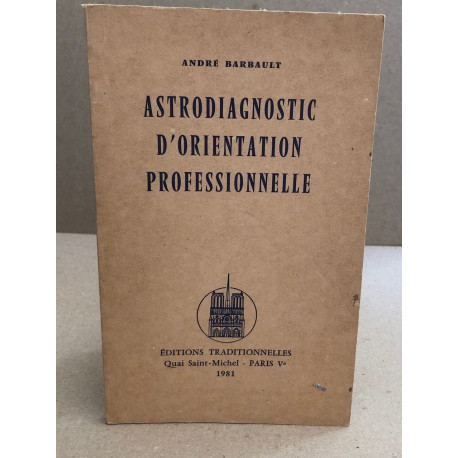 ANDRÉ BARBAULT
ASTRODIAGNOSTIC
D'ORIENTATION
PROFESSIONNELLE
ÉDITIONS TRADITIONNELLES
Quai Saint-Michel - PARIS Ve
1981